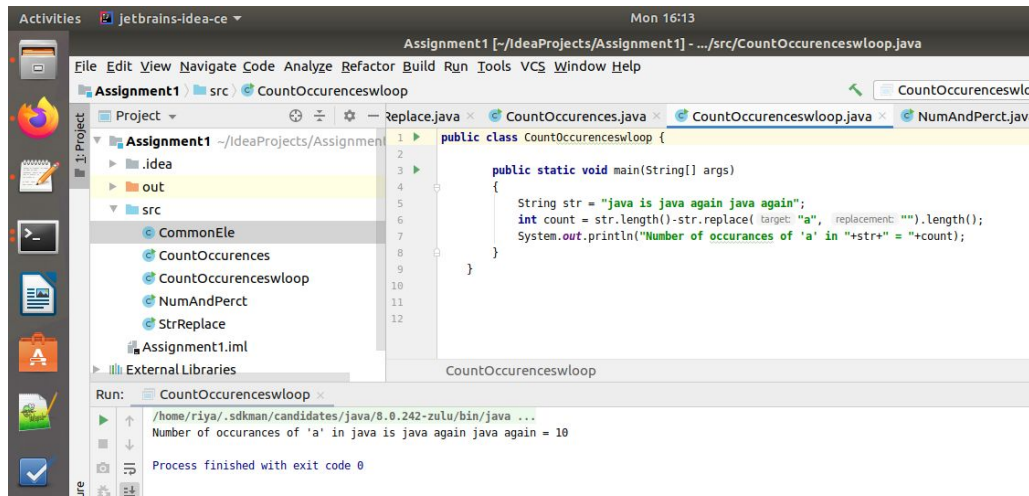 Activities jetbrains-idea-ce Mon 16:13
Assignment1 [~/IdeaProjects/Assignment1] - .../src/CountOccurenceswloop.java
File Edit View Navigate Code Analyze Refactor Build Run Tools VCS Window Help
Assignment1 src CountOccurenceswloop CountOccurenceswlo
1: Project
Project
Replace.java CountOccurences.java CountOccurenceswloop.java NumAndPerct.jav
Assignment1 ~/IdeaProjects/Assignmen
.idea
out
src
CommonEle
CountOccurences
CountOccurenceswloop
NumAndPerct
StrReplace
Assignment1.iml
External Libraries
1 public class CountOccurenceswloop {
2
3 public static void main(String[] args)
4 {
5 String str = "java is java again java again";
6 int count = str.length()-str.replace( target: "a", replacement: "").length();
7 System.out.println("Number of occurances of 'a' in "+str+" = "+count);
8 }
9 }
10
11
12
CountOccurenceswloop
Run: CountOccurenceswloop
/home/riya/.sdkman/candidates/java/8.0.242-zulu/bin/java ...
Number of occurances of 'a' in java is java again java again = 10
Process finished with exit code 0